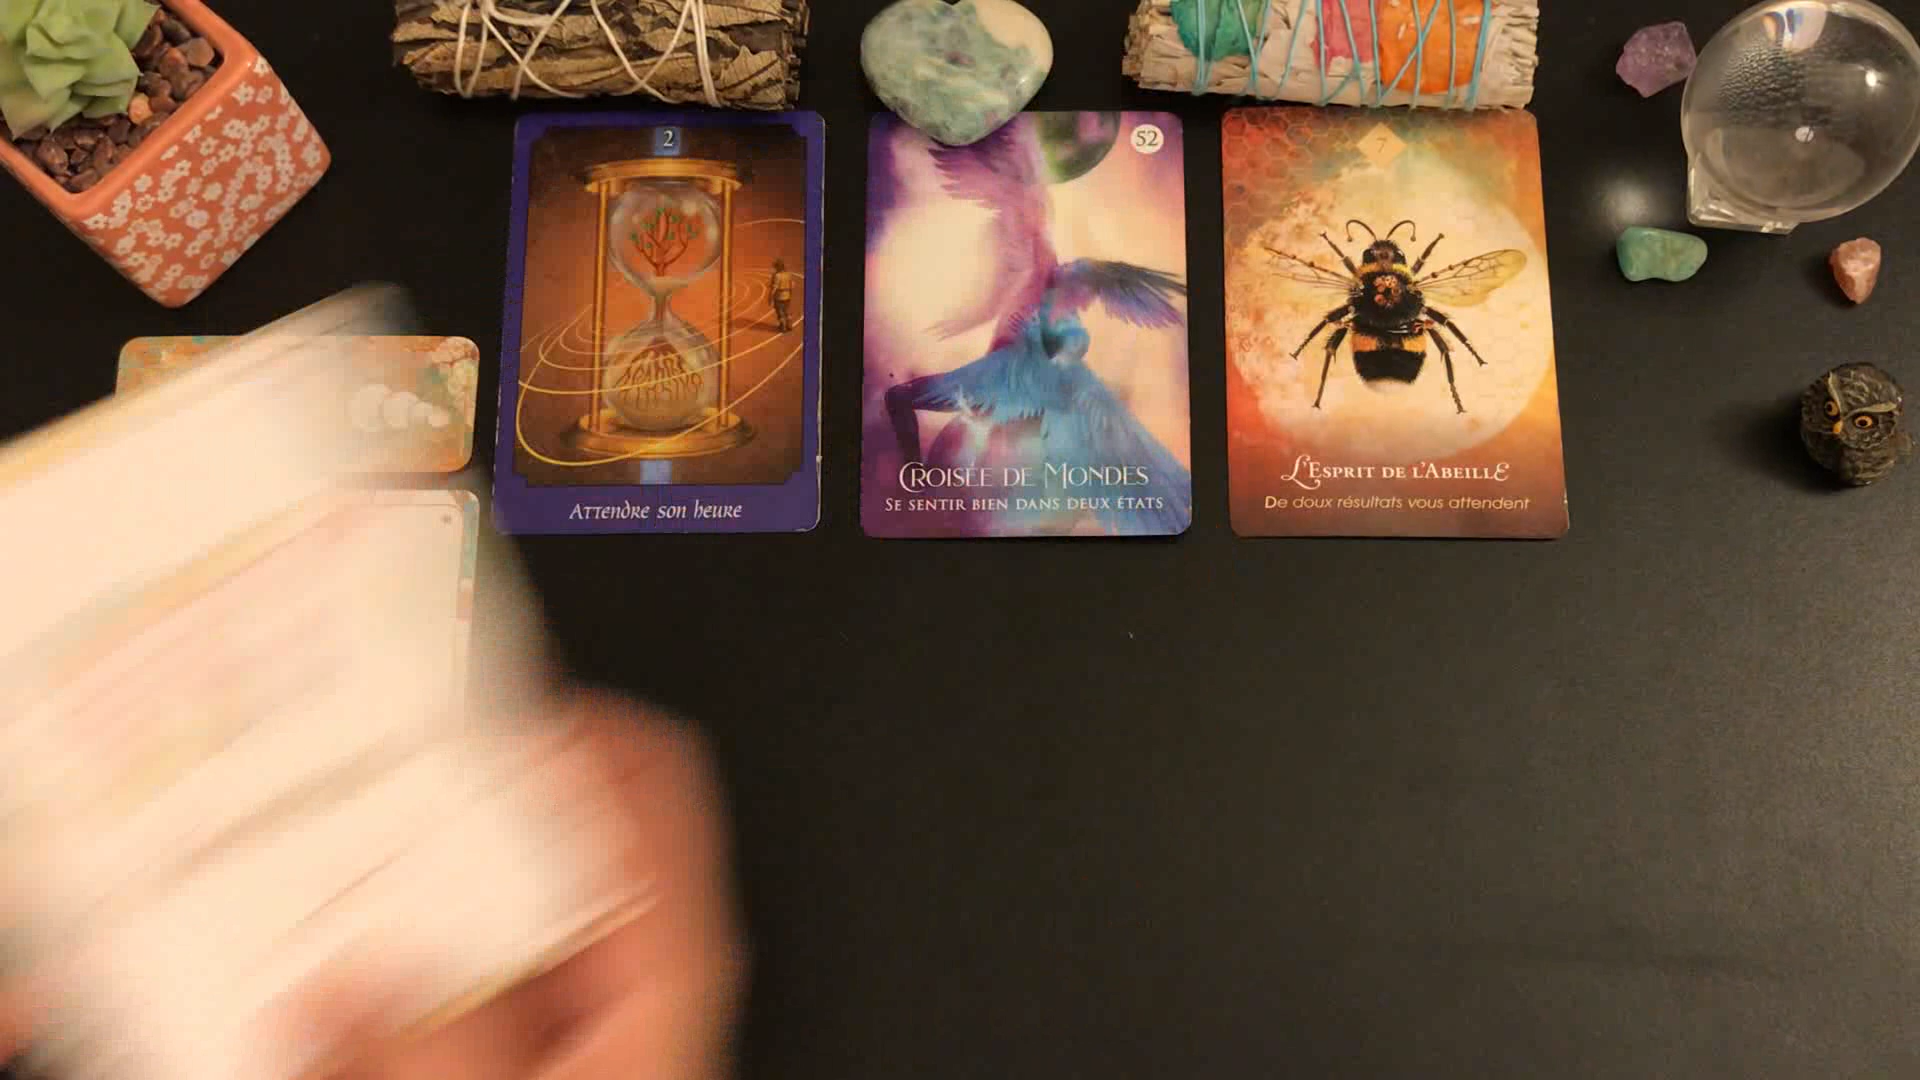 2
Attendre son heure
52
Croisée de Mondes
Se sentir bien dans deux états
7
L'Esprit de l'Abeille
De doux résultats vous attendent